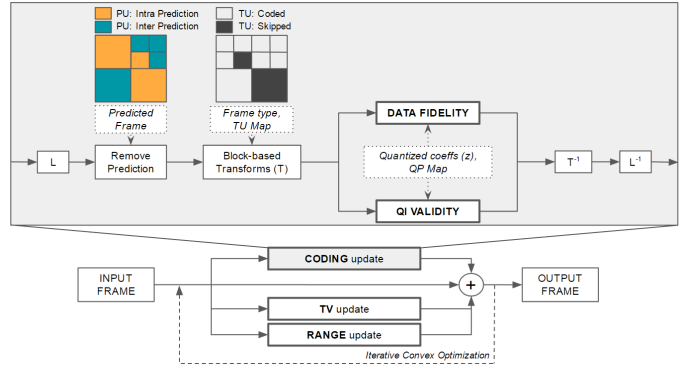 PU: Intra Prediction
PU: Inter Prediction
TU: Coded
TU: Skipped
Predicted
Frame
Frame type,
TU Map
DATA FIDELITY
L
Remove
Prediction
Block-based
Transforms (T)
Quantized coeffs (z),
QP Map
T-1
L-1
QI VALIDITY
CODING update
INPUT
FRAME
+
OUTPUT
FRAME
TV update
RANGE update
Iterative Convex Optimization